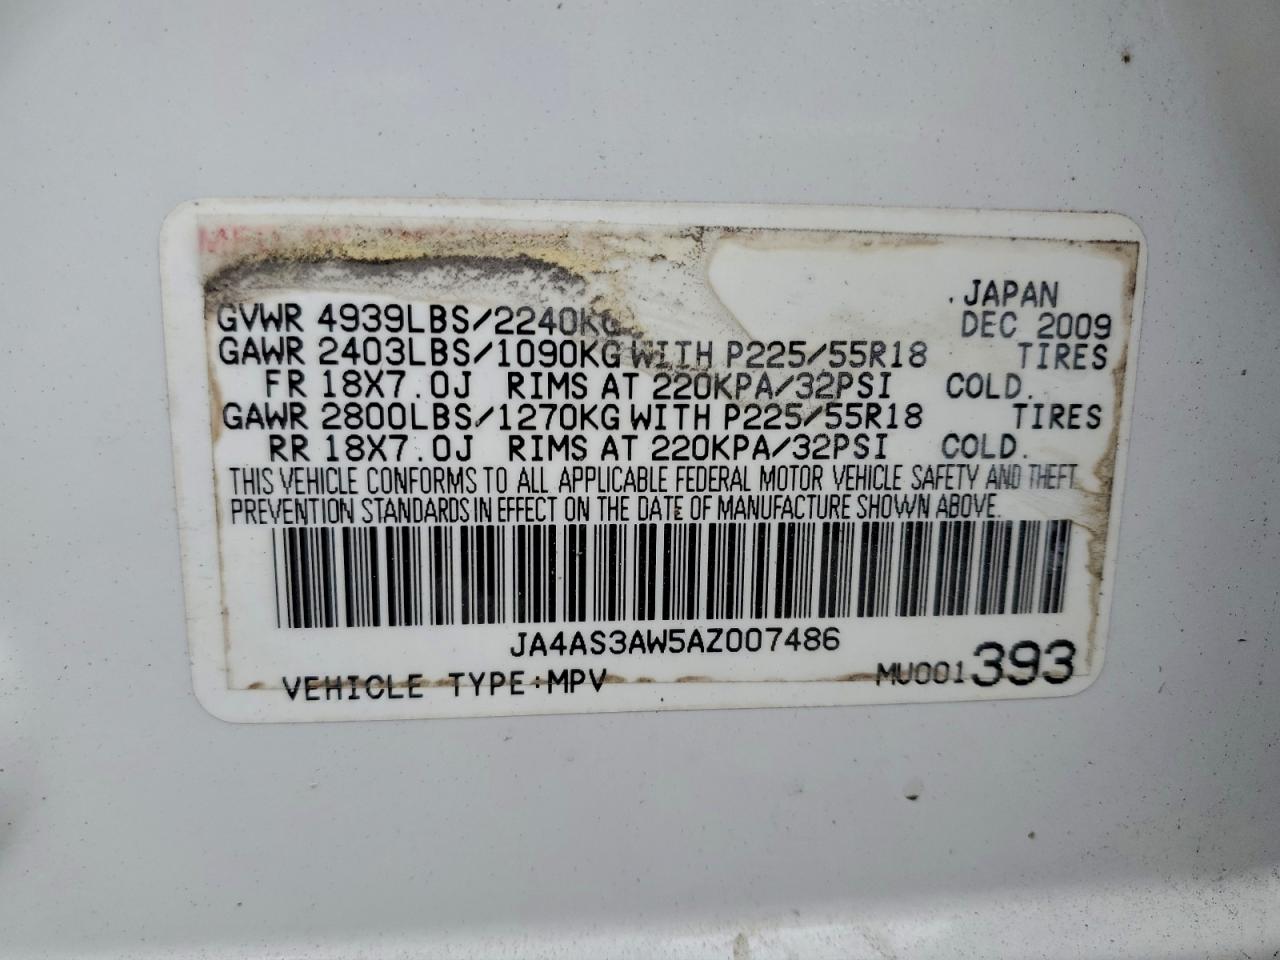 . JAPAN
GVWR 4939LBS/2240KG DEC 2009
GAWR 2403LBS/1090KG WITH P225/55R18 TIRES
FR 18X7.0J RIMS AT 220KPA/32PSI COLD.
GAWR 2800LBS/1270KG WITH P225/55R18 TIRES
RR 18X7.0J RIMS AT 220KPA/32PSI COLD.
THIS VEHICLE CONFORMS TO ALL APPLICABLE FEDERAL MOTOR VEHICLE SAFETY AND THEFT
PREVENTION STANDARDS IN EFFECT ON THE DATE OF MANUFACTURE SHOWN ABOVE.
JA4AS3AW5AZ007486
VEHICLE TYPE:MPV MU001393